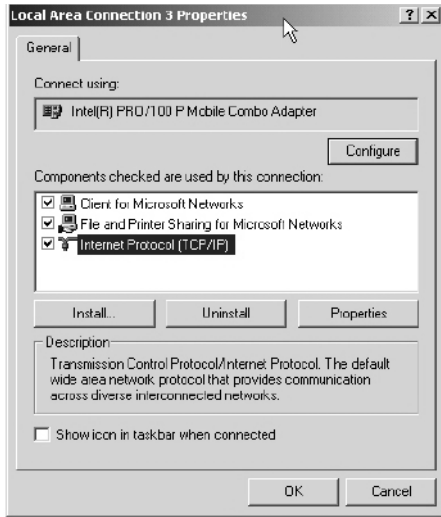 Local Area Connection 3 Properties
General
Connect using:
Intel(R) PRO/100 P Mobile Combo Adapter
Configure
Components checked are used by this connection:
Client for Microsoft Networks
File and Printer Sharing for Microsoft Networks
Internet Protocol (TCP/IP)
Install... Uninstall Properties
Description
Transmission Control Protocol/Internet Protocol. The default
wide area network protocol that provides communication
across diverse interconnected networks.
Show icon in taskbar when connected
OK Cancel